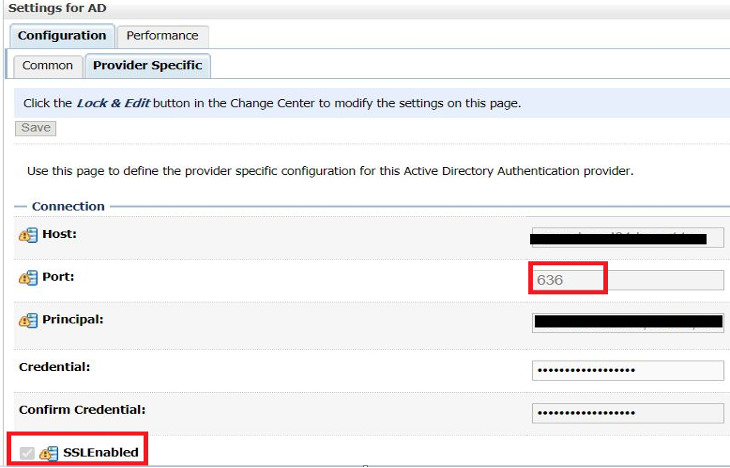 Settings for AD
Configuration Performance
Common Provider Specific
Click the Lock & Edit button in the Change Center to modify the settings on this page.
Save
Use this page to define the provider specific configuration for this Active Directory Authentication provider.
Connection
Host:
Port: 636
Principal:
Credential: ••••••••••••••••••
Confirm Credential: ••••••••••••••••••
SSLEnabled